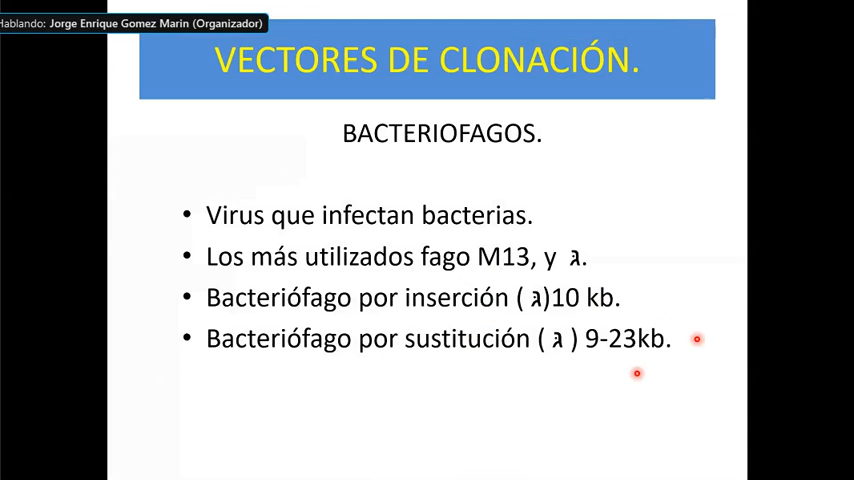 Hablando: Jorge Enrique Gomez Marin (Organizador)
VECTORES DE CLONACIÓN.
BACTERIOFAGOS.
• Virus que infectan bacterias.
• Los más utilizados fago M13, y גּ.
• Bacteriófago por inserción ( גּ)10 kb.
• Bacteriófago por sustitución ( גּ ) 9-23kb.